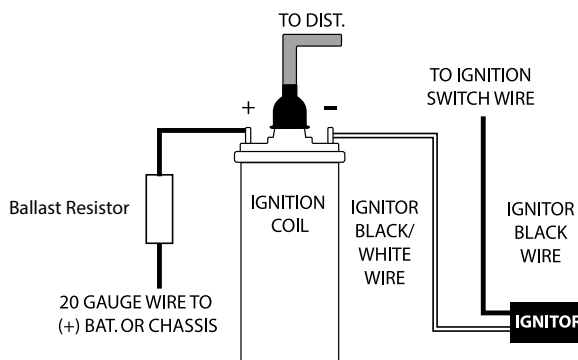 TO DIST.
TO IGNITION
SWITCH WIRE
+
–
Ballast Resistor
IGNITION
COIL
IGNITOR
BLACK/
WHITE
WIRE
IGNITOR
BLACK
WIRE
20 GAUGE WIRE TO
(+) BAT. OR CHASSIS
IGNITOR